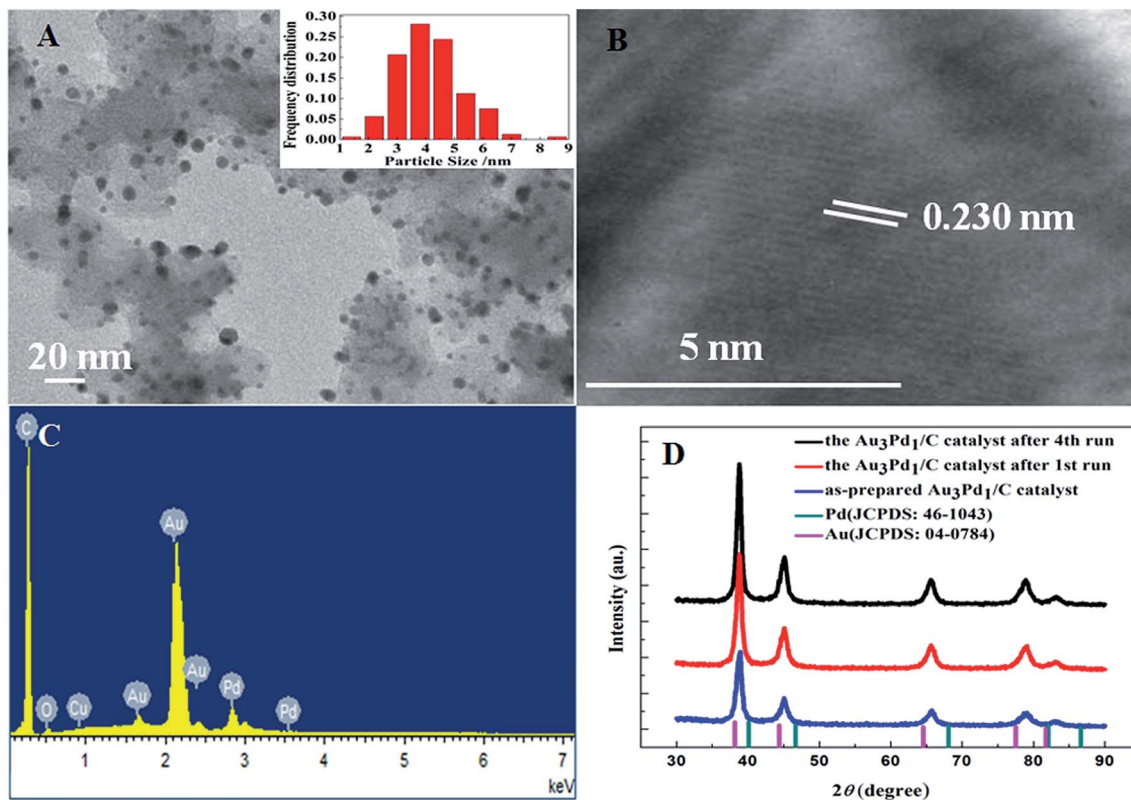 A
Frequency distribution
0.30
0.25
0.20
0.15
0.10
0.05
0.00
1 2 3 4 5 6 7 8 9
Particle Size /nm
20 nm
B
0.230 nm
5 nm
C
C
O
Cu
Au
Au
Au
Pd
Pd
1 2 3 4 5 6 7
keV
D
the Au₃Pd₁/C catalyst after 4th run
the Au₃Pd₁/C catalyst after 1st run
as-prepared Au₃Pd₁/C catalyst
Pd(JCPDS: 46-1043)
Au(JCPDS: 04-0784)
Intensity (au.)
30 40 50 60 70 80 90
2θ (degree)